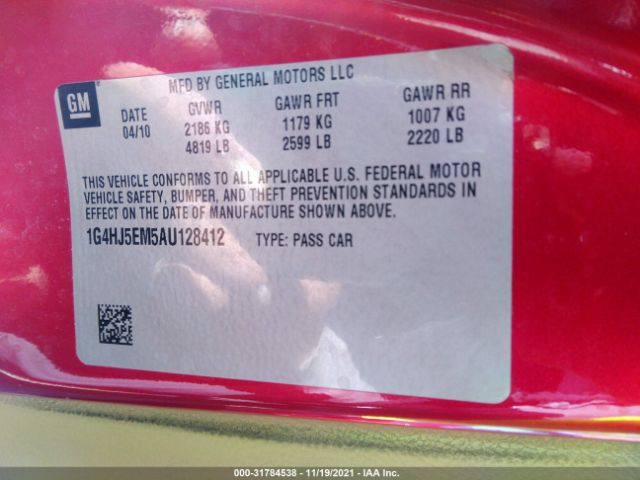 MFD BY GENERAL MOTORS LLC
GM
DATE GVWR GAWR FRT GAWR RR
04/10 2186 KG 1179 KG 1007 KG
4819 LB 2599 LB 2220 LB
THIS VEHICLE CONFORMS TO ALL APPLICABLE U.S. FEDERAL MOTOR
VEHICLE SAFETY, BUMPER, AND THEFT PREVENTION STANDARDS IN
EFFECT ON THE DATE OF MANUFACTURE SHOWN ABOVE.
1G4HJ5EM5AU128412 TYPE: PASS CAR
000-31784538 - 11/19/2021 - IAA Inc.